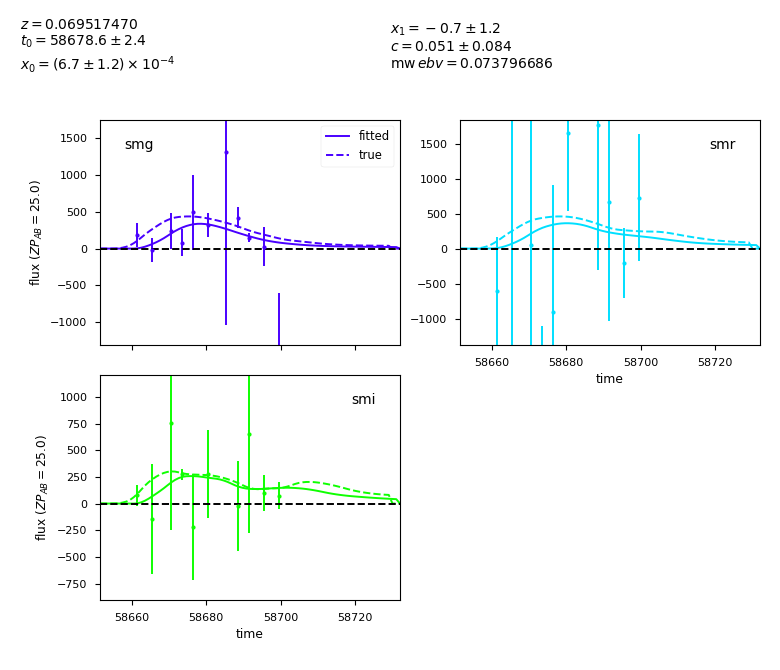 z = 0.069517470
t₀ = 58678.6 ± 2.4
x₀ = (6.7 ± 1.2) × 10⁻⁴
x₁ = −0.7 ± 1.2
c = 0.051 ± 0.084
mw ebv = 0.073796686
smg
fitted
true
1500
1000
500
0
−500
−1000
flux (ZP_AB = 25.0)
smr
1500
1000
500
0
−500
−1000
58660 58680 58700 58720
time
smi
1000
750
500
250
0
−250
−500
−750
flux (ZP_AB = 25.0)
58660 58680 58700 58720
time